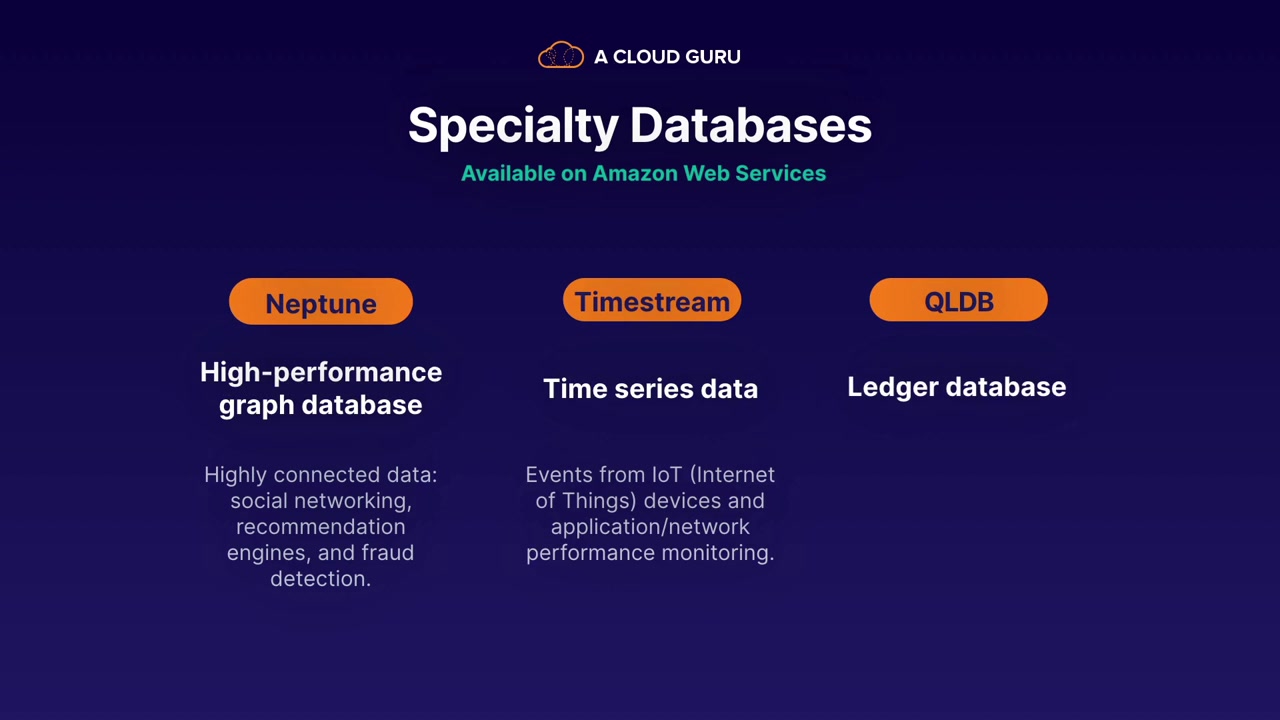 A CLOUD GURU
Specialty Databases
Available on Amazon Web Services
Neptune
High-performance
graph database
Highly connected data:
social networking,
recommendation
engines, and fraud
detection.
Timestream
Time series data
Events from IoT (Internet
of Things) devices and
application/network
performance monitoring.
QLDB
Ledger database